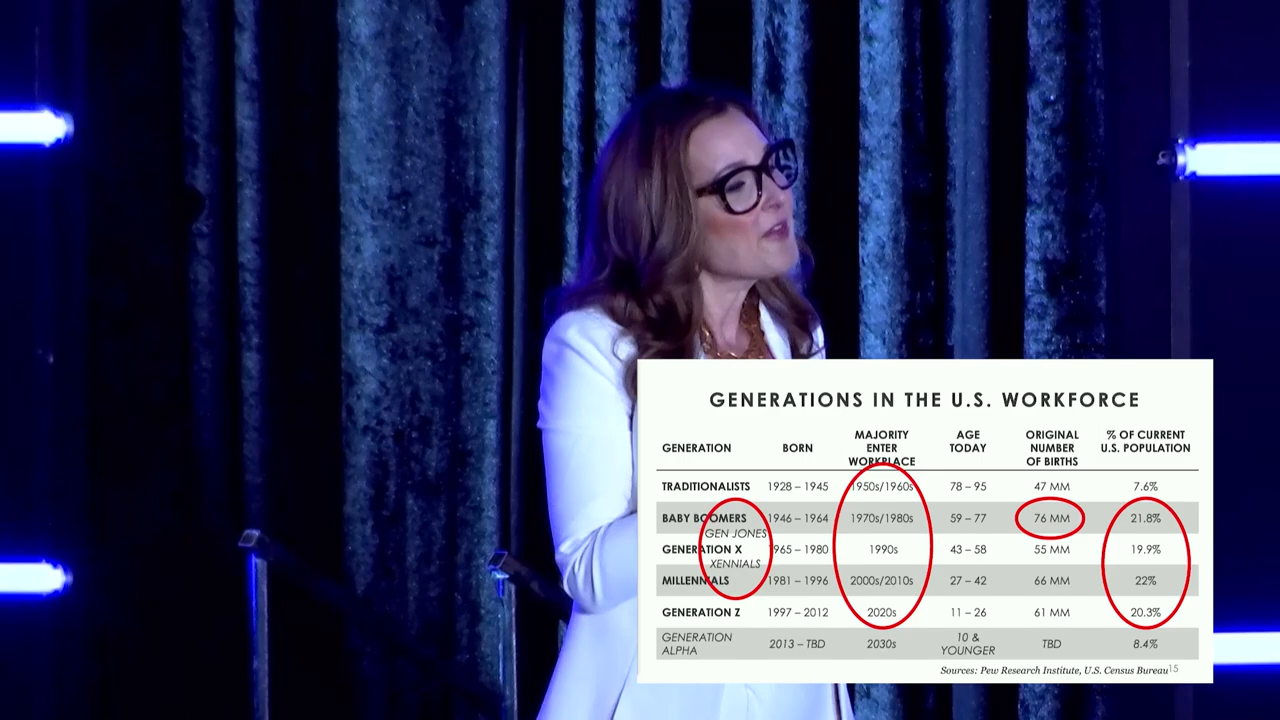 GENERATIONS IN THE U.S. WORKFORCE
GENERATION BORN MAJORITY ENTER WORKPLACE AGE TODAY ORIGINAL NUMBER OF BIRTHS % OF CURRENT U.S. POPULATION
TRADITIONALISTS 1928 – 1945 1950s/1960s 78 – 95 47 MM 7.6%
BABY BOOMERS 1946 – 1964 1970s/1980s 59 – 77 76 MM 21.8%
GEN JONES
GENERATION X 1965 – 1980 1990s 43 – 58 55 MM 19.9%
XENNIALS
MILLENNIALS 1981 – 1996 2000s/2010s 27 – 42 66 MM 22%
GENERATION Z 1997 – 2012 2020s 11 – 26 61 MM 20.3%
GENERATION ALPHA 2013 – TBD 2030s 10 & YOUNGER TBD 8.4%
Sources: Pew Research Institute, U.S. Census Bureau 15